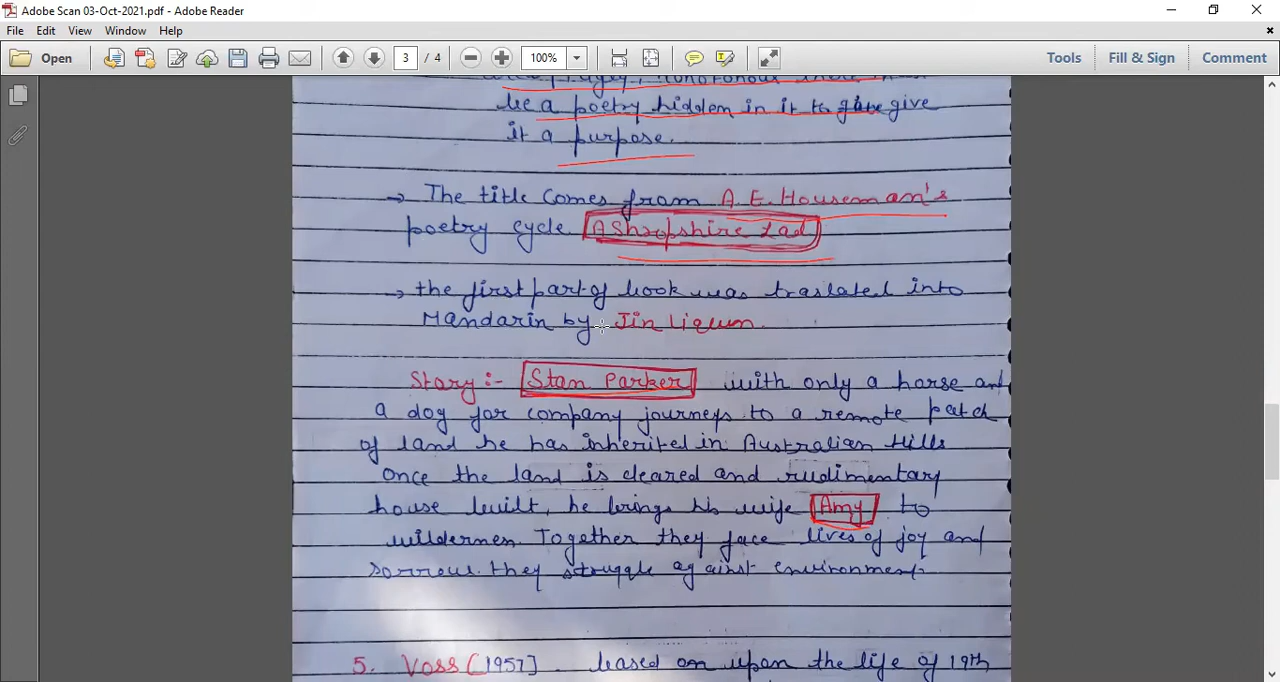 Adobe Scan 03-Oct-2021.pdf - Adobe Reader
File Edit View Window Help
Open 3 / 4 100% Tools Fill & Sign Comment
be a poetry hidden in it to give
it a purpose.
→ The title comes from A.E. Houseman's
poetry cycle A Shropshire Lad
→ the first part of book was traslated into
Mandarin by Jin Liqun.
Story :- Stan Parker with only a horse and
a dog for company journeys to a remote patch
of land he has inherited in Australian Hills
Once the land is cleared and rudimentary
house built, he brings his wife Amy to
wildernen. Together they face lives of joy and
sorrow. they struggle against environment.
5. Voss [1957] based on upon the life of 19th